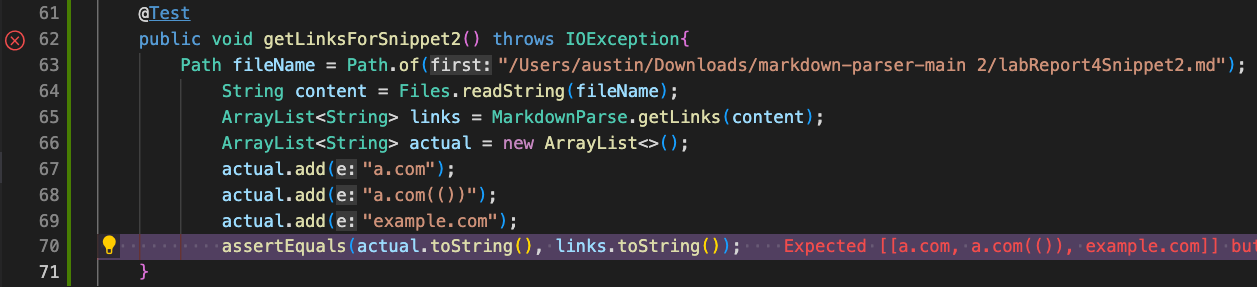 61 @Test
62 public void getLinksForSnippet2() throws IOException{
63 Path fileName = Path.of(first: "/Users/austin/Downloads/markdown-parser-main 2/labReport4Snippet2.md");
64 String content = Files.readString(fileName);
65 ArrayList<String> links = MarkdownParse.getLinks(content);
66 ArrayList<String> actual = new ArrayList<>();
67 actual.add(e: "a.com");
68 actual.add(e: "a.com(())");
69 actual.add(e: "example.com");
70 assertEquals(actual.toString(), links.toString()); Expected [[a.com, a.com(()), example.com]] but
71 }